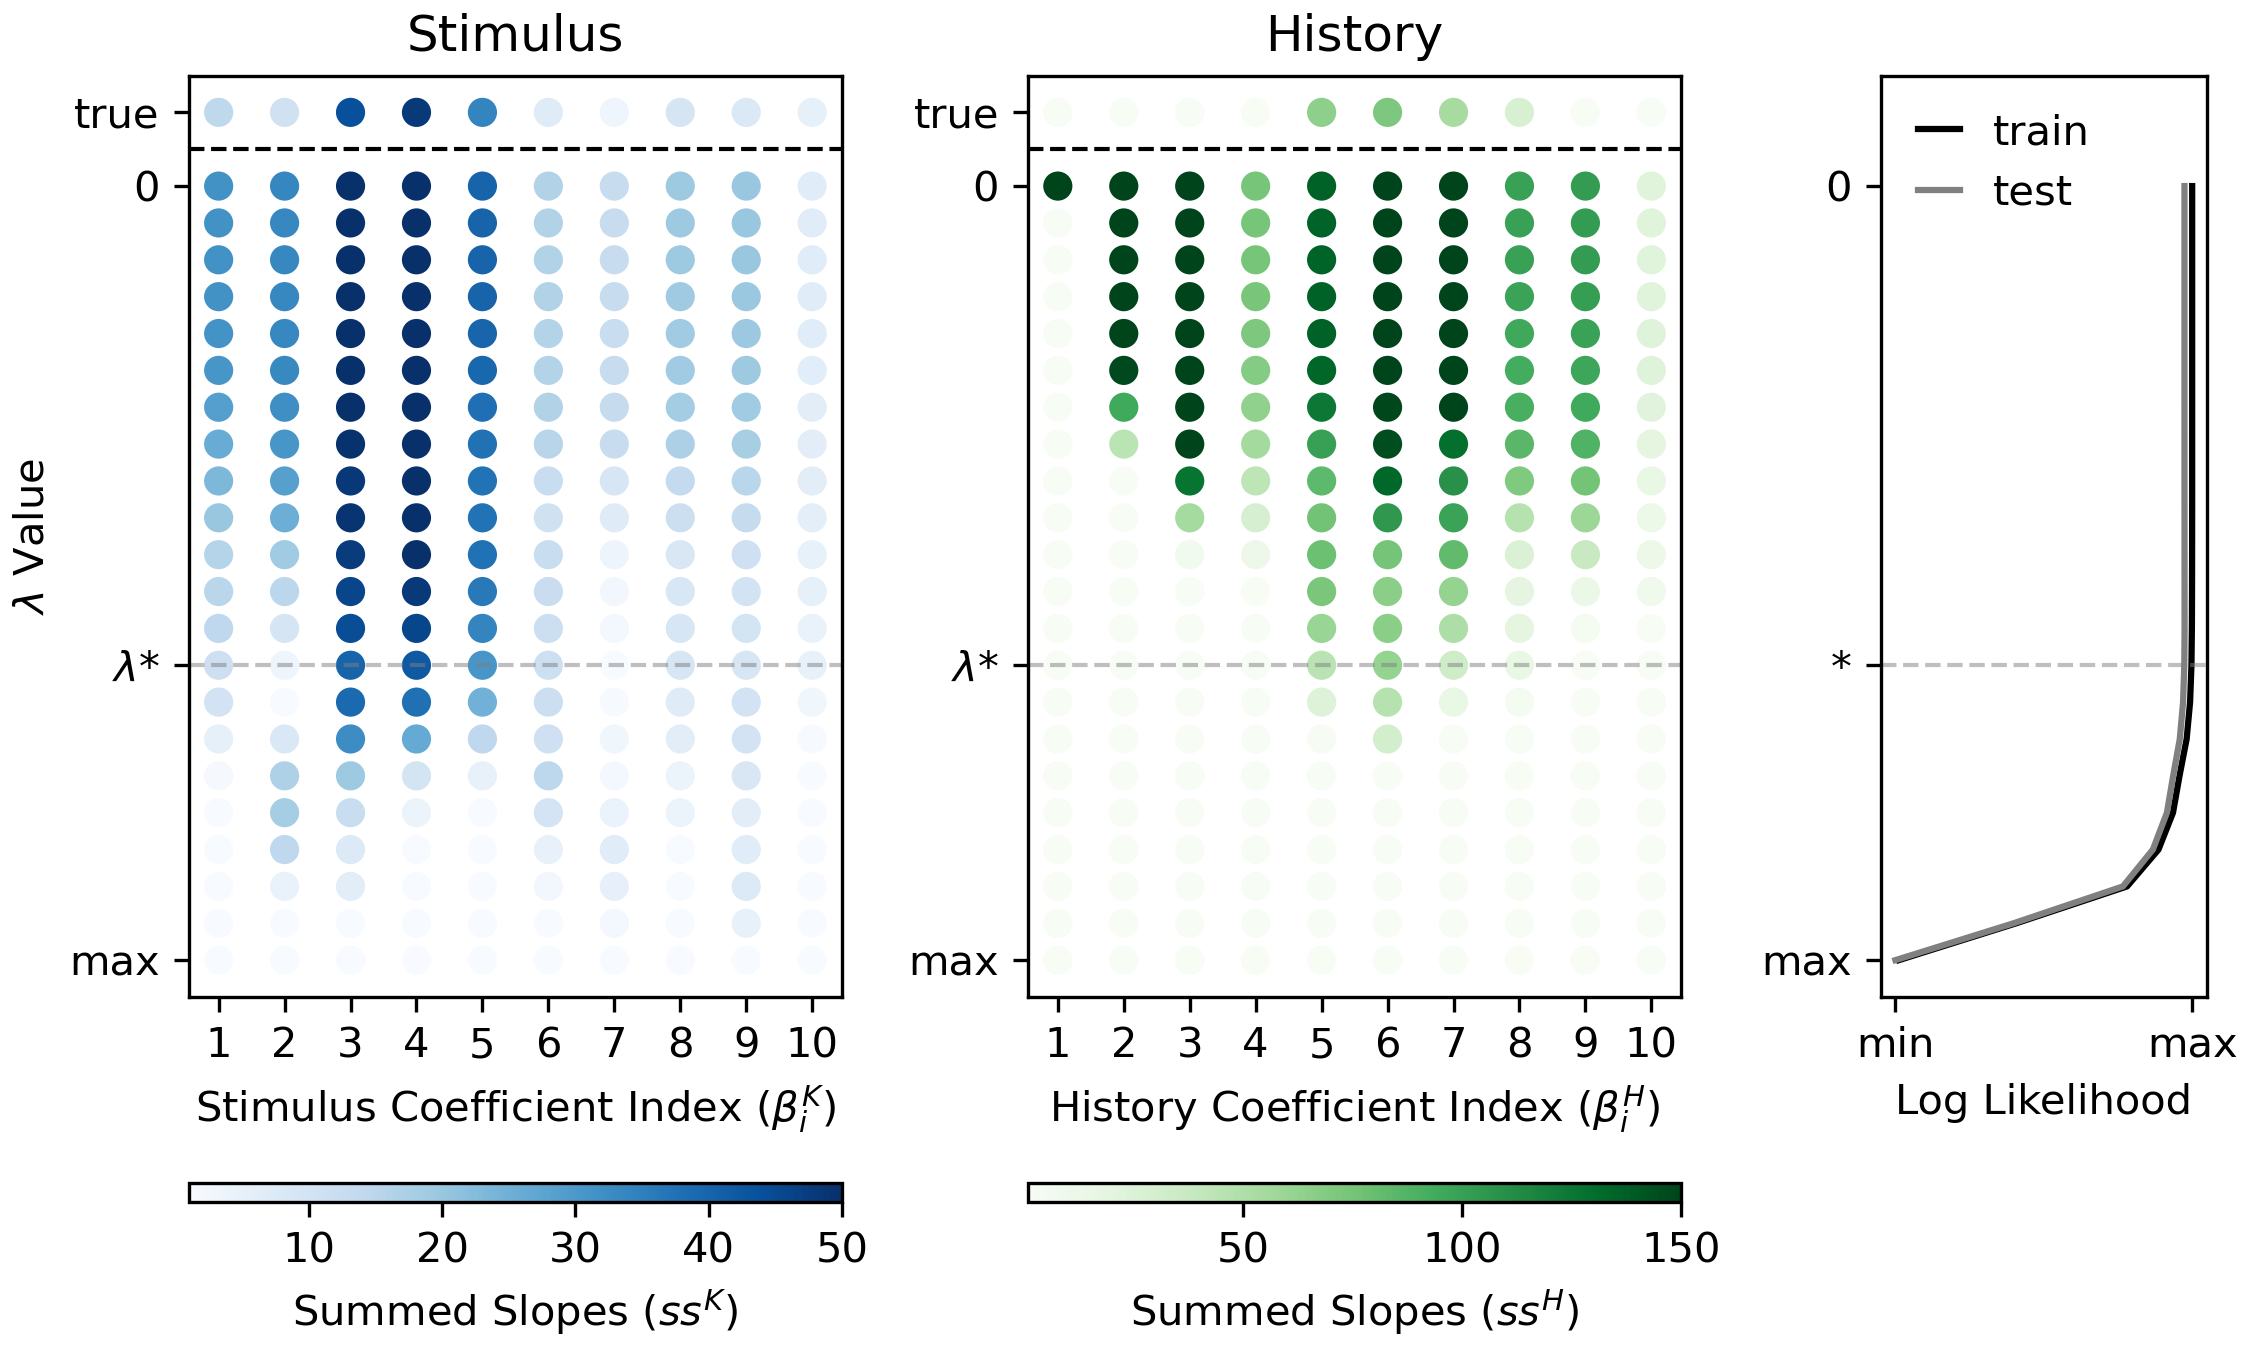 Stimulus
true
0
λ Value
λ*
max
1 2 3 4 5 6 7 8 9 10
Stimulus Coefficient Index (β_i^K)
10 20 30 40 50
Summed Slopes (ss^K)
History
true
0
λ*
max
1 2 3 4 5 6 7 8 9 10
History Coefficient Index (β_i^H)
50 100 150
Summed Slopes (ss^H)
train
test
0
*
max
min max
Log Likelihood